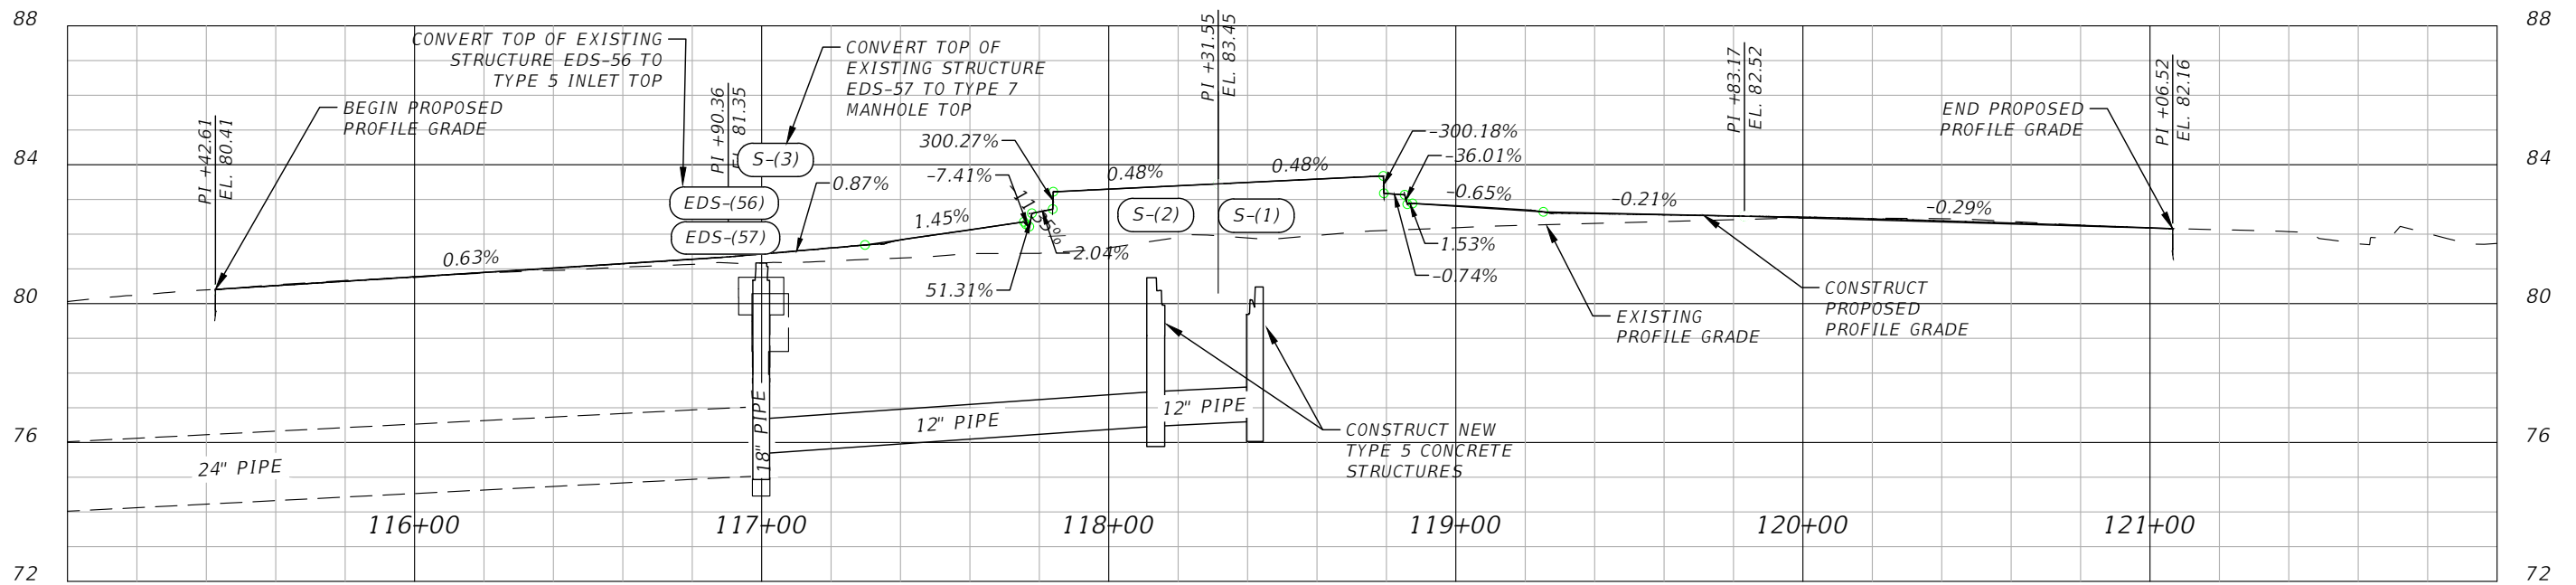 88
88
84
84
80
80
76
76
72
72
CONVERT TOP OF EXISTING
STRUCTURE EDS-56 TO
TYPE 5 INLET TOP
CONVERT TOP OF
EXISTING STRUCTURE
EDS-57 TO TYPE 7
MANHOLE TOP
BEGIN PROPOSED
PROFILE GRADE
PI +42.61
EL. 80.41
PI +90.36
81.35
S-(3)
EDS-(56)
EDS-(57)
0.87%
0.63%
1.45%
300.27%
-7.41%
51.31%
2.04%
0.48%
0.48%
PI +31.55
EL. 83.45
S-(2)
S-(1)
-300.18%
-36.01%
-0.65%
1.53%
-0.74%
-0.21%
PI +83.17
EL. 82.52
-0.29%
END PROPOSED
PROFILE GRADE
PI +06.52
EL. 82.16
EXISTING
PROFILE GRADE
CONSTRUCT
PROPOSED
PROFILE GRADE
CONSTRUCT NEW
TYPE 5 CONCRETE
STRUCTURES
24" PIPE
18" PIPE
12" PIPE
12" PIPE
116+00
117+00
118+00
119+00
120+00
121+00